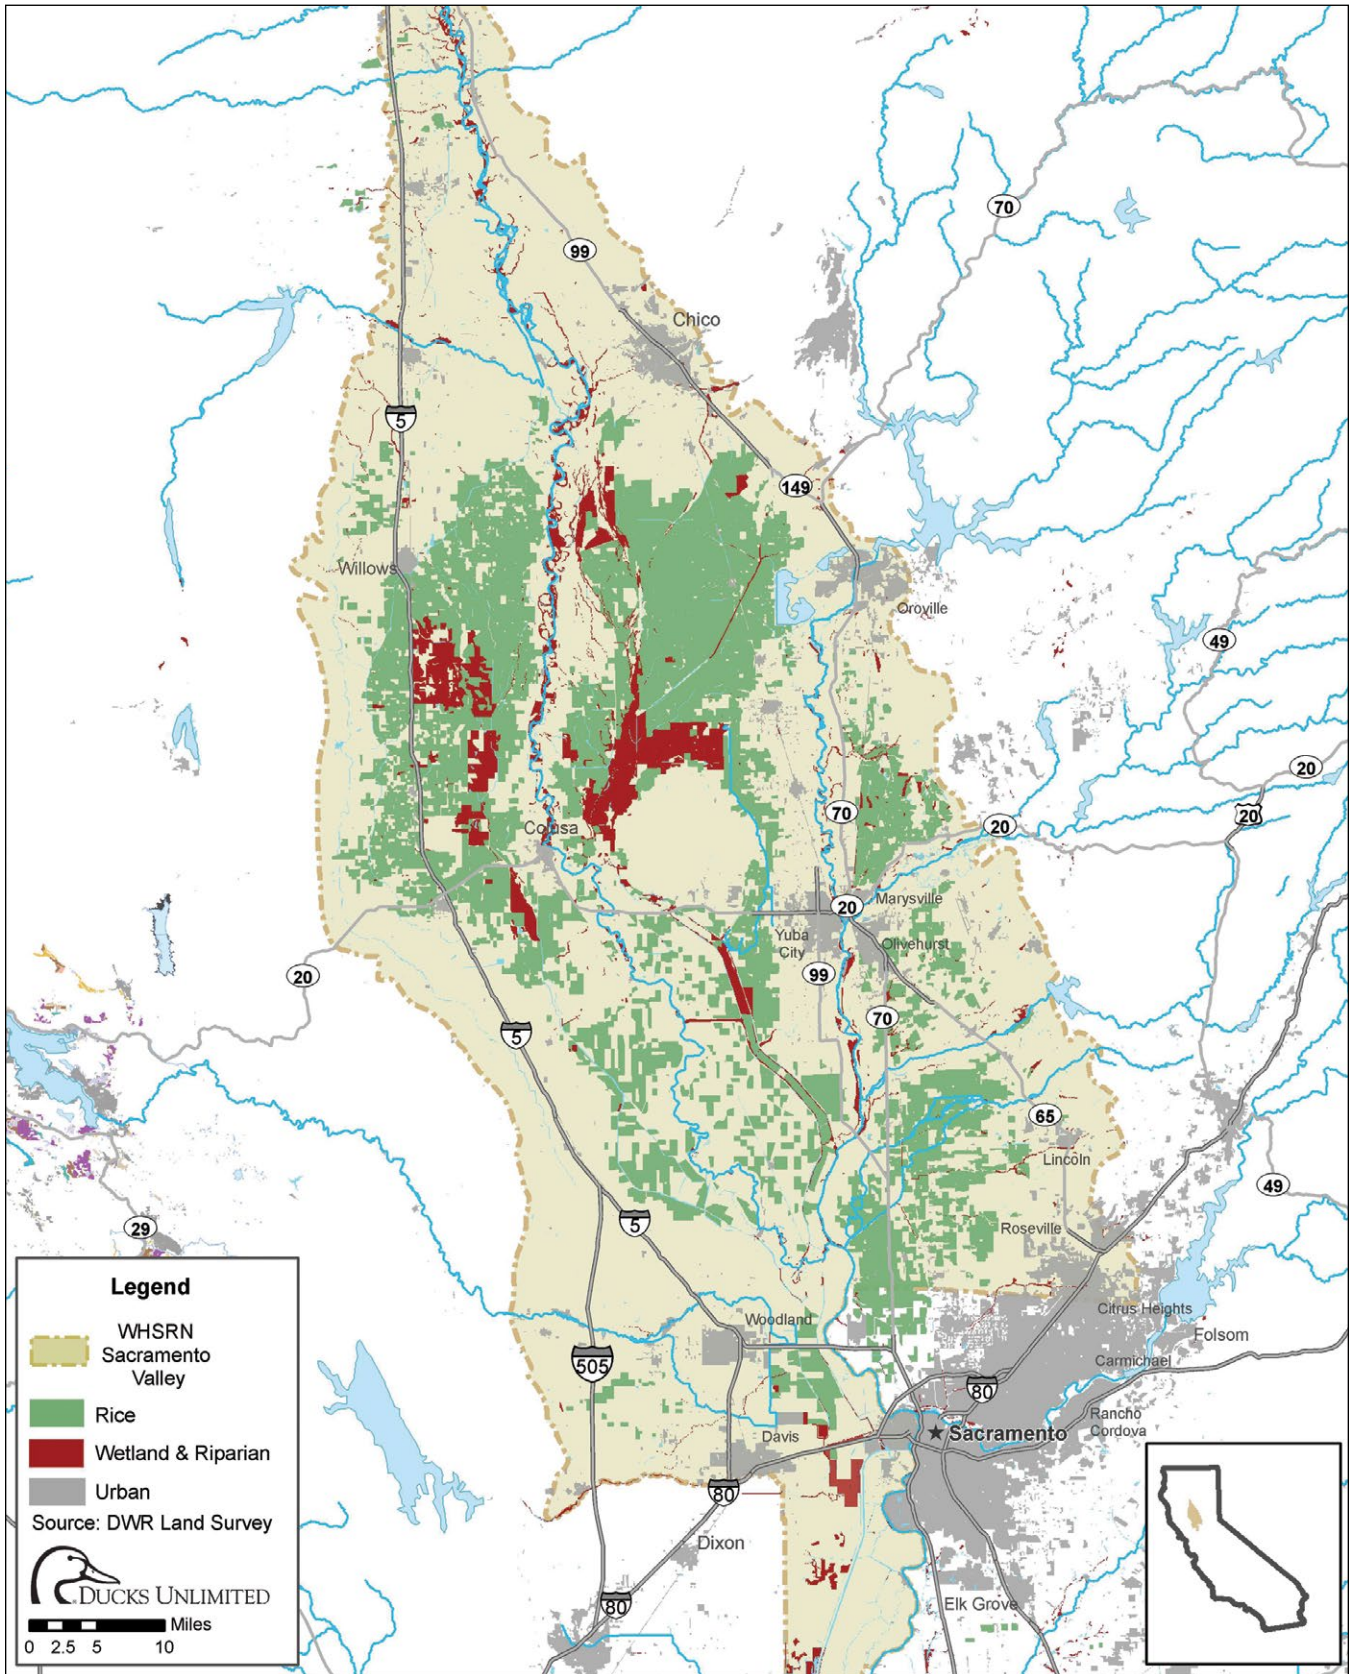 70
99
Chico
5
149
Willows
Oroville
49
20
70
20
20
Colusa
Marysville
20
Yuba
City
Olivehurst
99
20
70
5
65
Lincoln
49
29
5
Roseville
Legend
WHSRN
Sacramento
Valley
Rice
Wetland & Riparian
Urban
Source: DWR Land Survey
DUCKS UNLIMITED
Miles
0 2.5 5 10
Woodland
Citrus Heights
Folsom
505
Carmichael
80
Rancho
Cordova
Sacramento
Davis
80
Dixon
80
Elk Grove